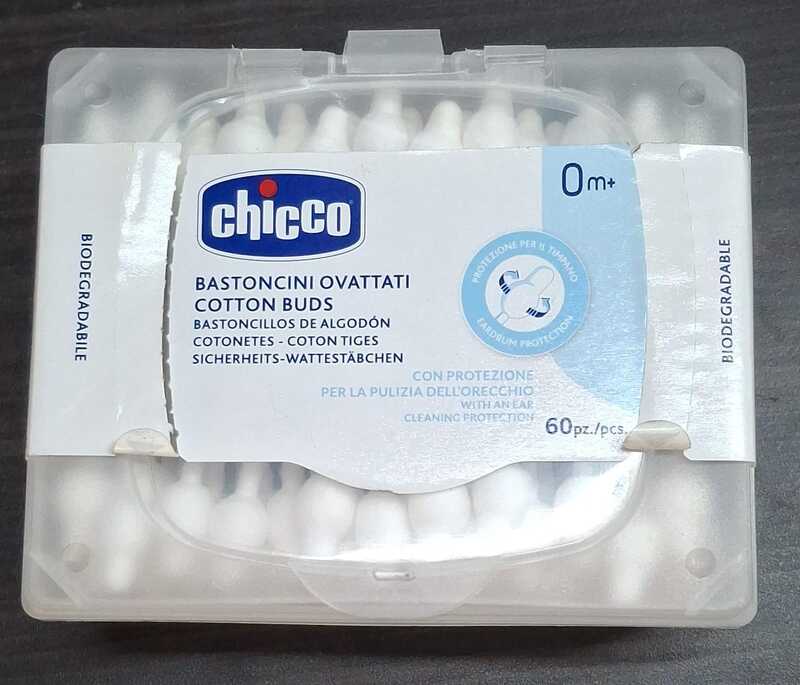 chicco
0m+
BASTONCINI OVATTATI
COTTON BUDS
BASTONCILLOS DE ALGODÓN
COTONETES - COTON TIGES
SICHERHEITS-WATTESTÄBCHEN
PROTEZIONE PER IL TIMPANO
EARDRUM PROTECTION
CON PROTEZIONE
PER LA PULIZIA DELL'ORECCHIO
WITH AN EAR
CLEANING PROTECTION
60pz./pcs.
BIODEGRADABILE
BIODEGRADABLE